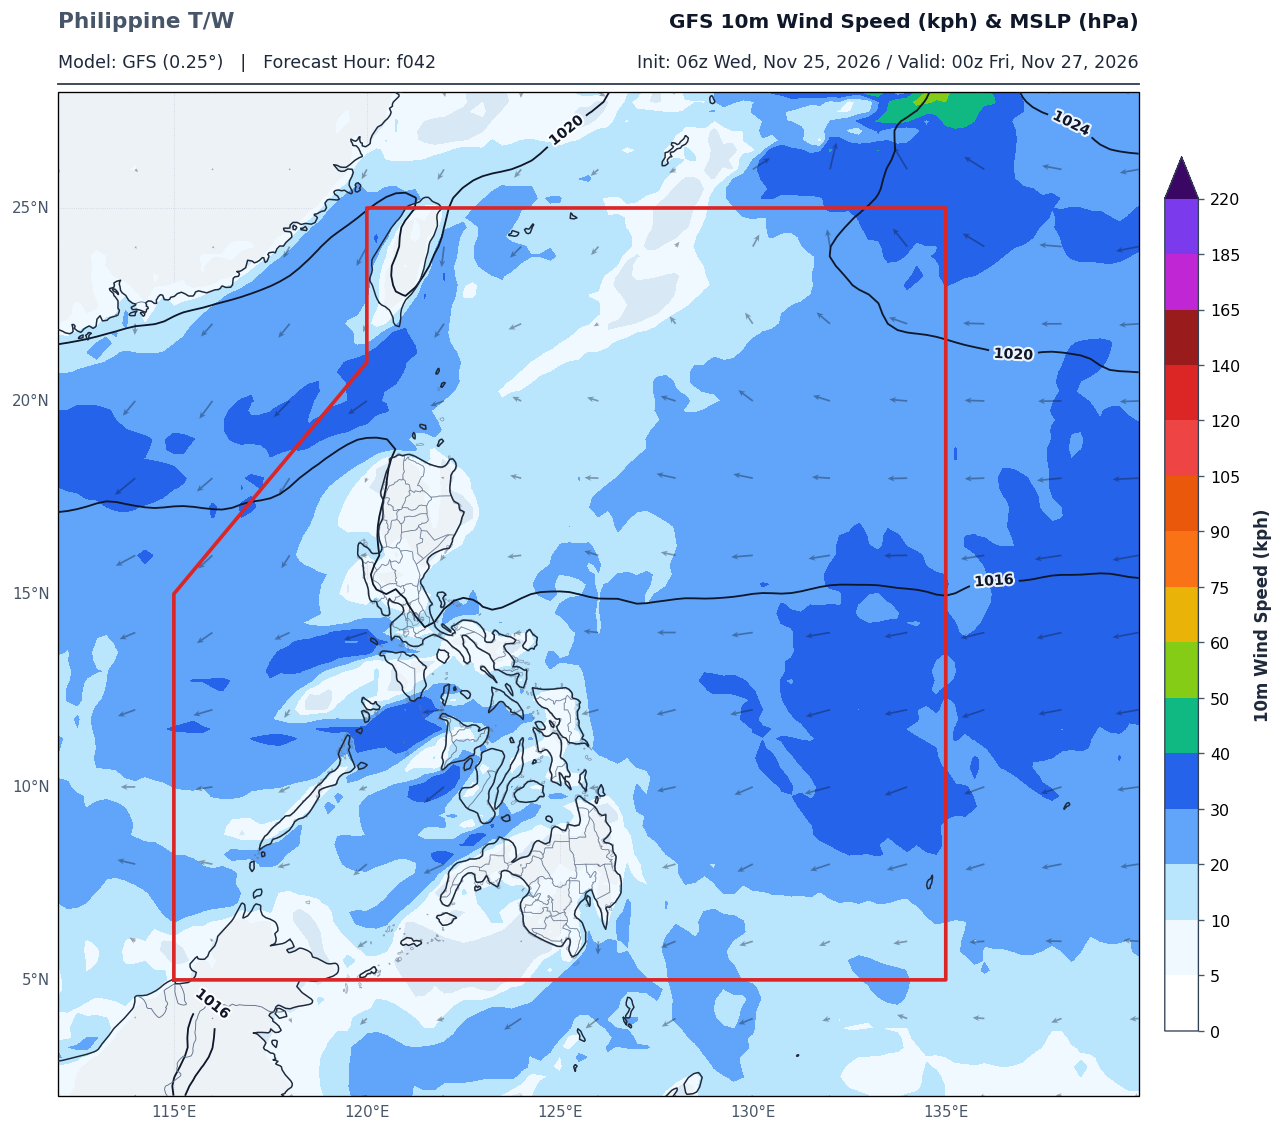 Philippine T/W
GFS 10m Wind Speed (kph) & MSLP (hPa)
Model: GFS (0.25°)   |   Forecast Hour: f042
Init: 06z Wed, Nov 25, 2026 / Valid: 00z Fri, Nov 27, 2026
1020
1024
1020
1016
1016
25°N
20°N
15°N
10°N
5°N
115°E
120°E
125°E
130°E
135°E
220
185
165
140
120
105
90
75
60
50
40
30
20
10
5
0
10m Wind Speed (kph)